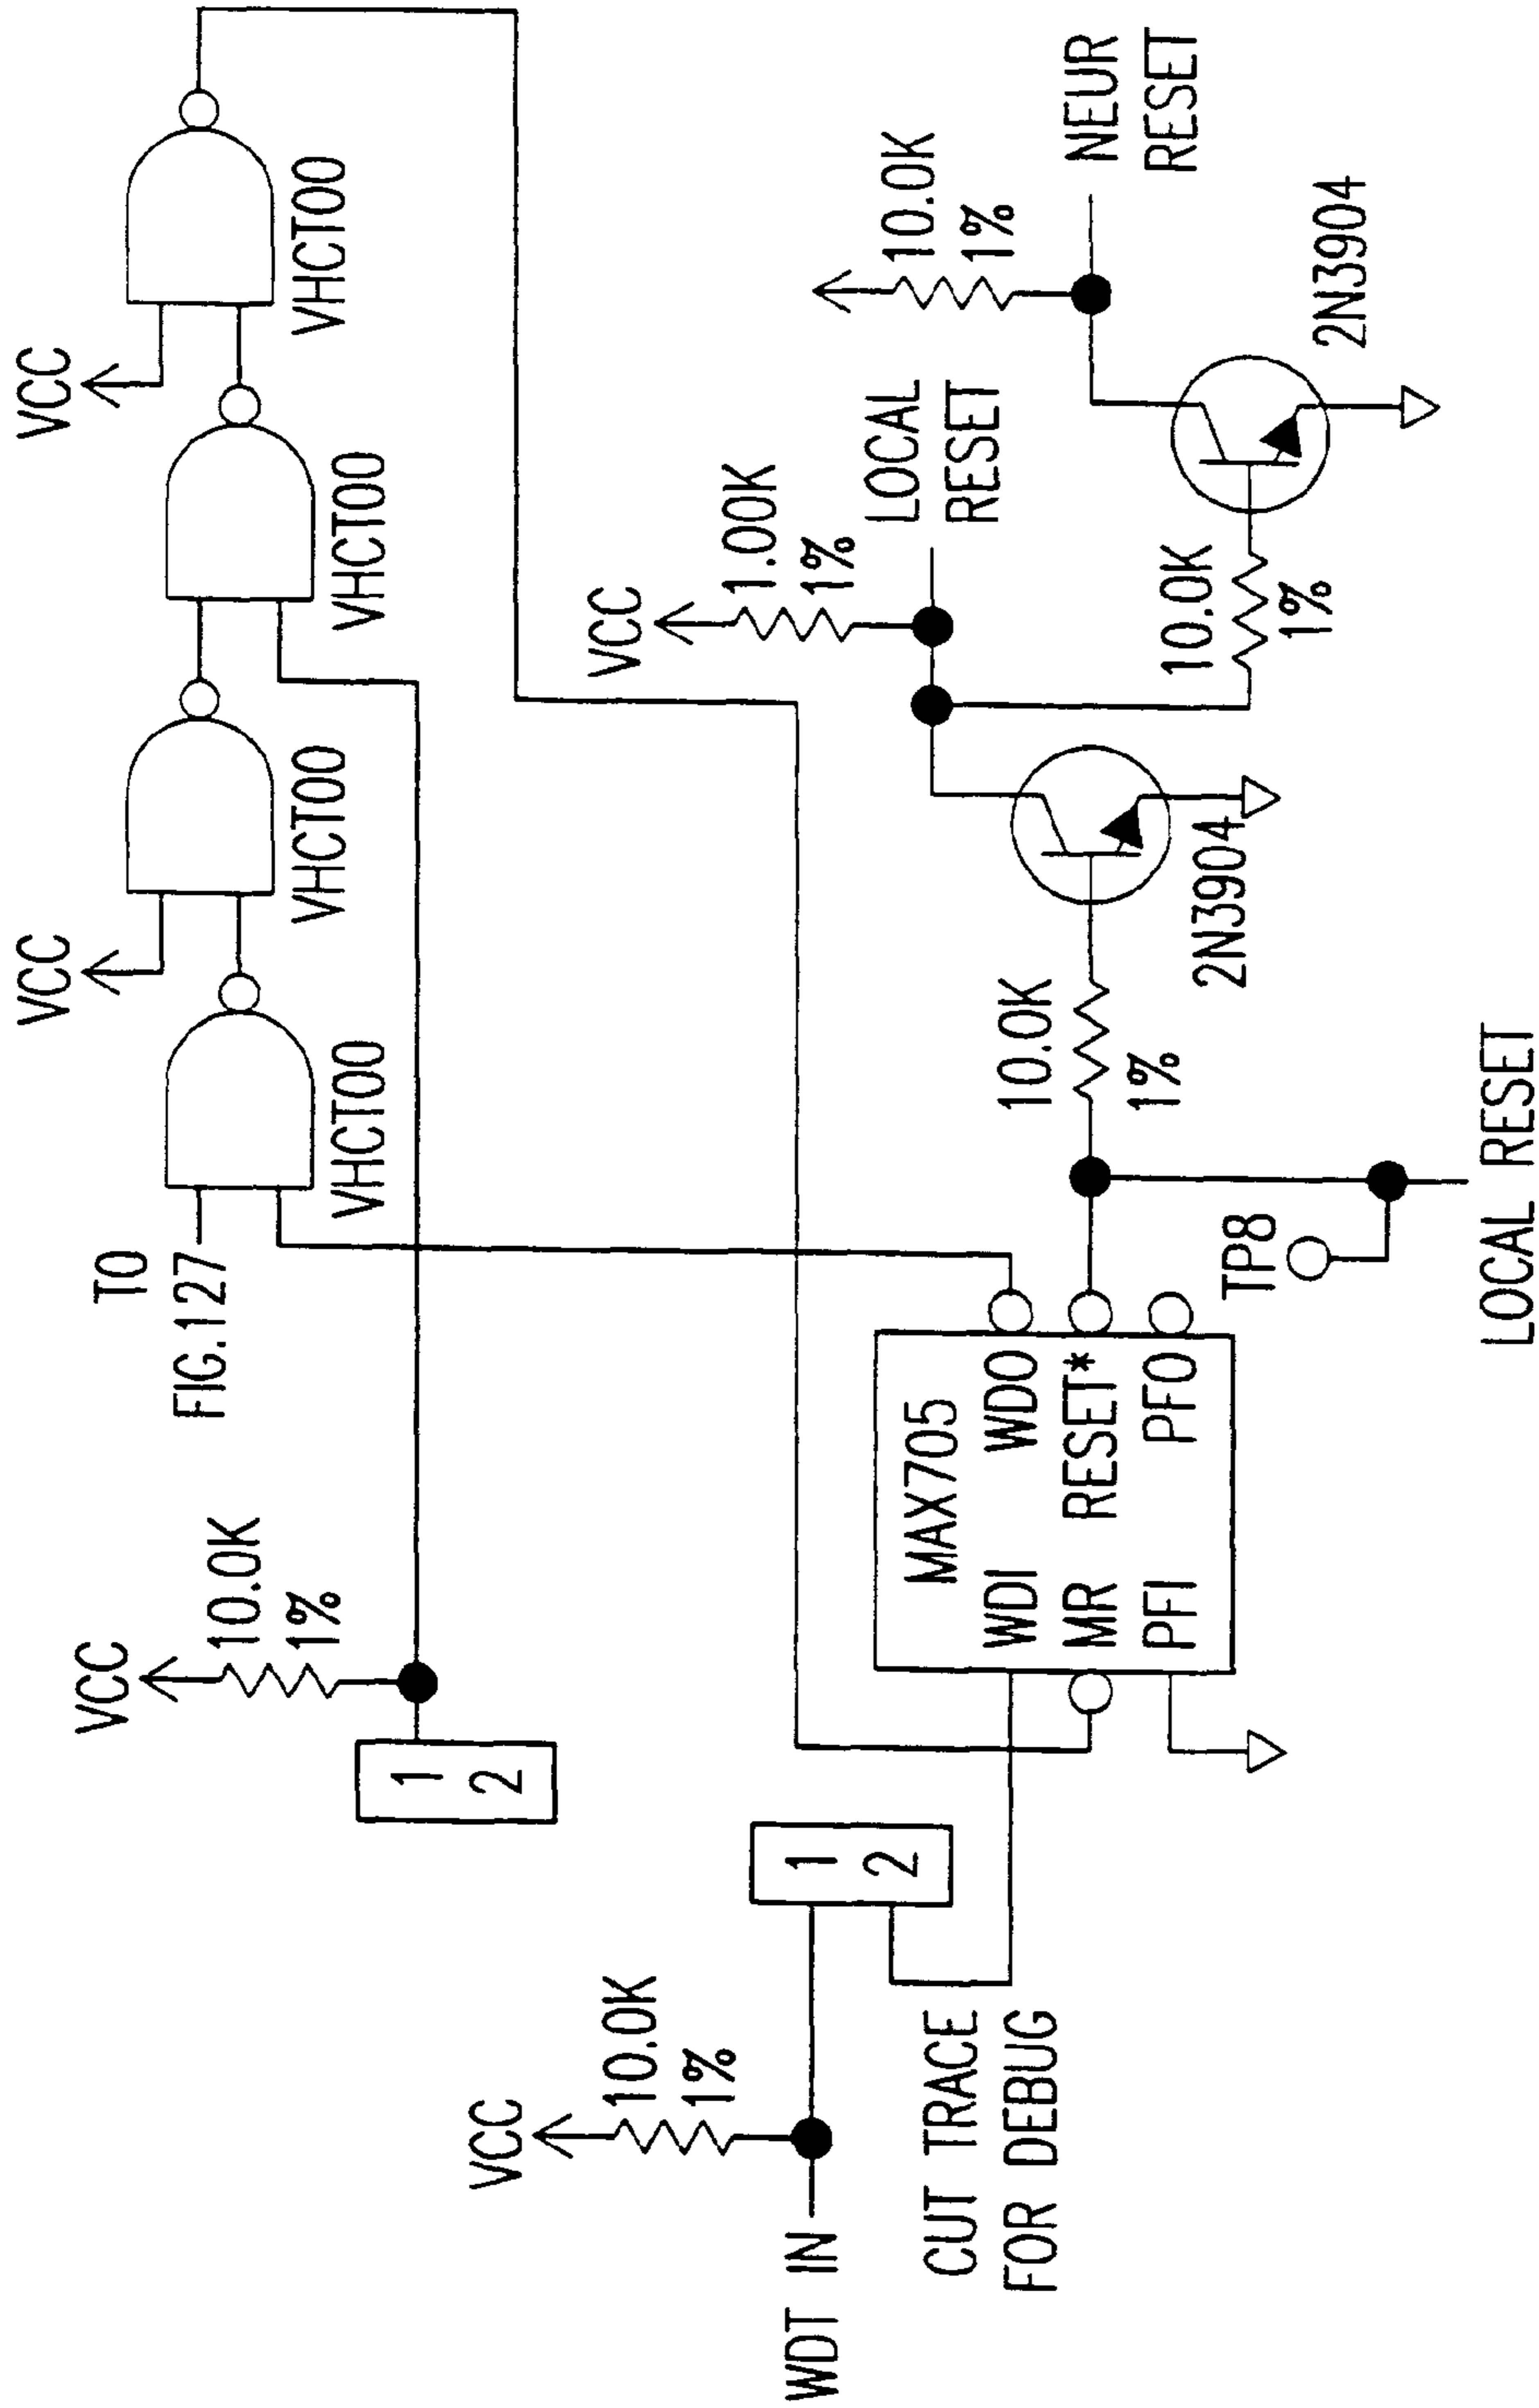 VCC
VCC
VCC
10.0K
1%
TO
FIG.127
VHCT00
VHCT00
VHCT00
VHCT00
1
2
VCC
10.0K
1%
WDT IN
1
2
CUT TRACE
FOR DEBUG
MAX705
WDI WDO
MR RESET*
PFI PFO
TP8
LOCAL RESET
10.0K
1%
2N3904
VCC
1.00K
1%
LOCAL
RESET
10.0K
1%
10.0K
1%
NEUR
RESET
2N3904